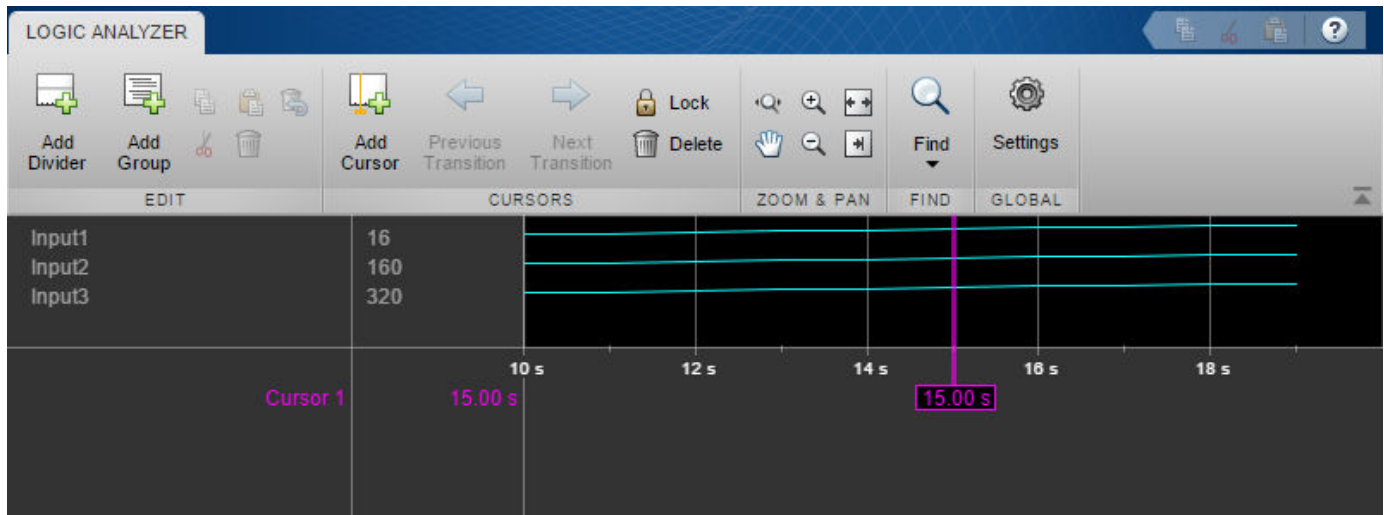 LOGIC ANALYZER
?
Add Divider
Add Group
Add Cursor
Previous Transition
Next Transition
Lock
Delete
Find
Settings
EDIT
CURSORS
ZOOM & PAN
FIND
GLOBAL
Input1 16
Input2 160
Input3 320
10 s 12 s 14 s 16 s 18 s
Cursor 1 15.00 s 15.00 s